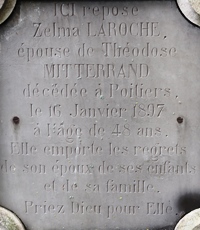 ICI repose
Zelma LAROCHE,
épouse de Théodose
MITTERRAND
décédée à Poitiers,
le 16 Janvier 1897
à l'âge de 48 ans.
Elle emporte les regrets
de son époux de ses enfants
et de sa famille.
Priez Dieu pour Elle.